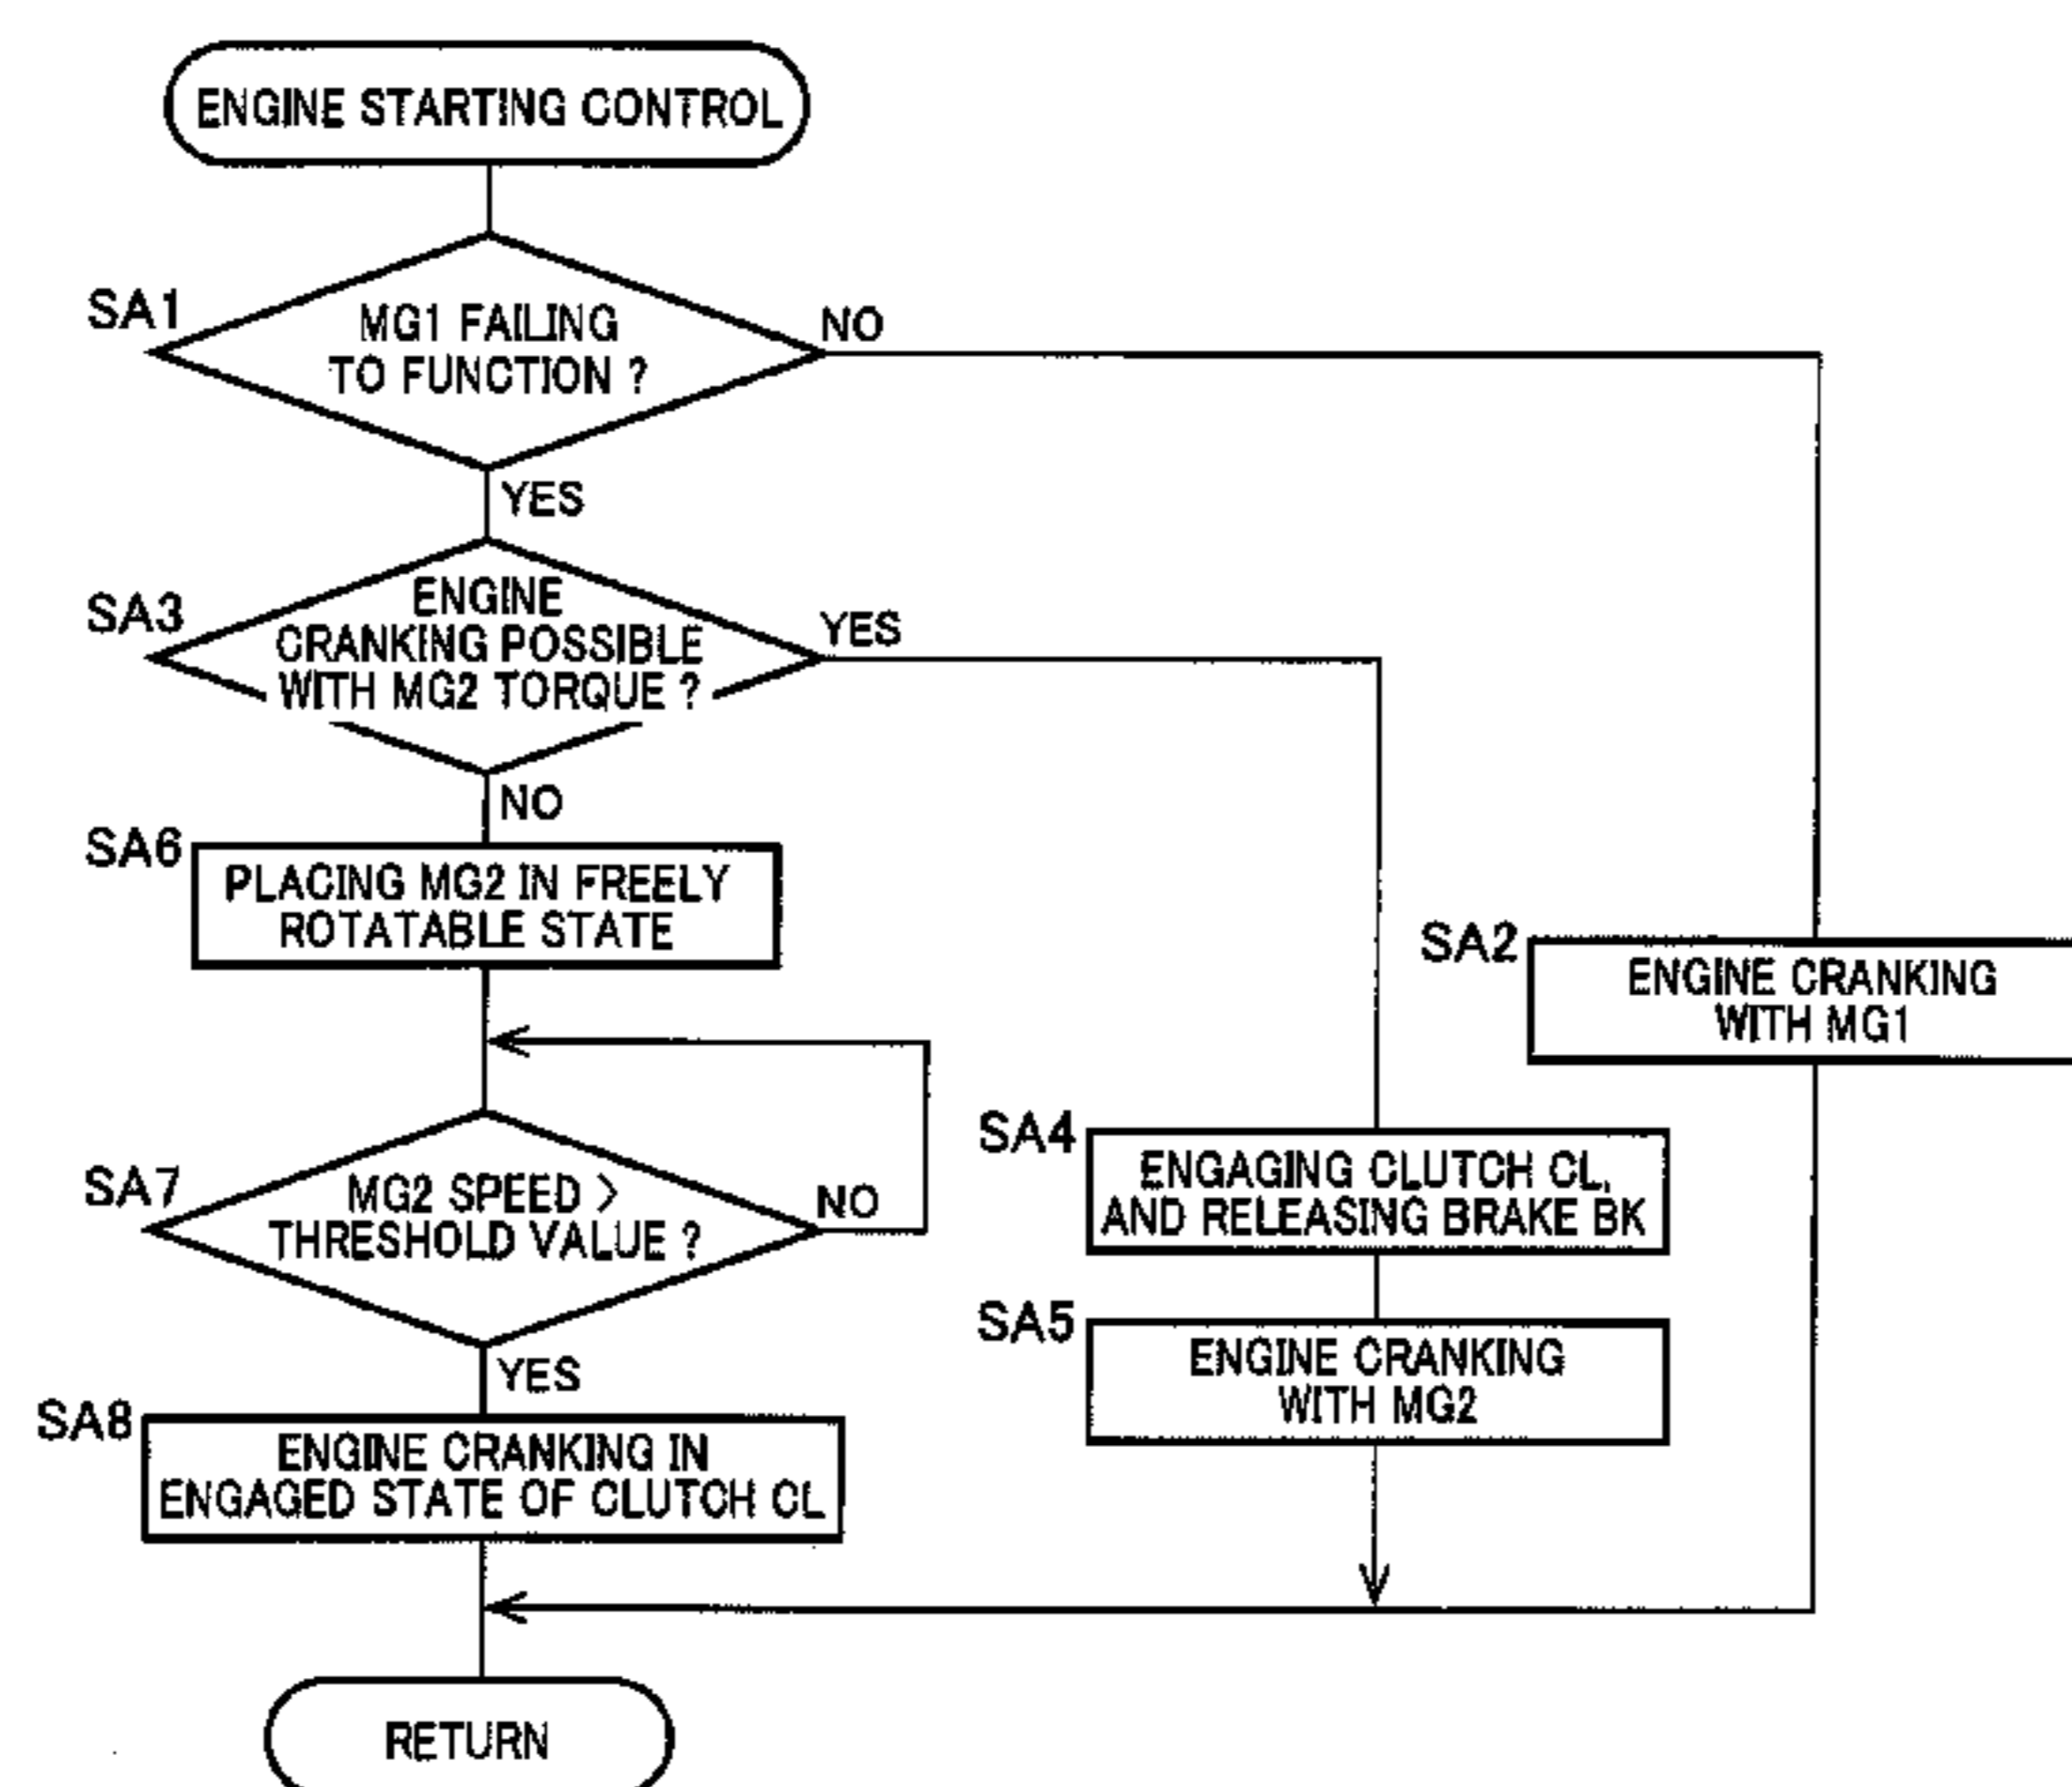 ENGINE STARTING CONTROL
SA1
MG1 FAILING
TO FUNCTION ?
NO
YES
SA3
ENGINE
CRANKING POSSIBLE
WITH MG2 TORQUE ?
YES
NO
SA6
PLACING MG2 IN FREELY
ROTATABLE STATE
SA2
ENGINE CRANKING
WITH MG1
SA7
MG2 SPEED >
THRESHOLD VALUE ?
NO
YES
SA4
ENGAGING CLUTCH CL,
AND RELEASING BRAKE BK
SA5
ENGINE CRANKING
WITH MG2
SA8
ENGINE CRANKING IN
ENGAGED STATE OF CLUTCH CL
RETURN